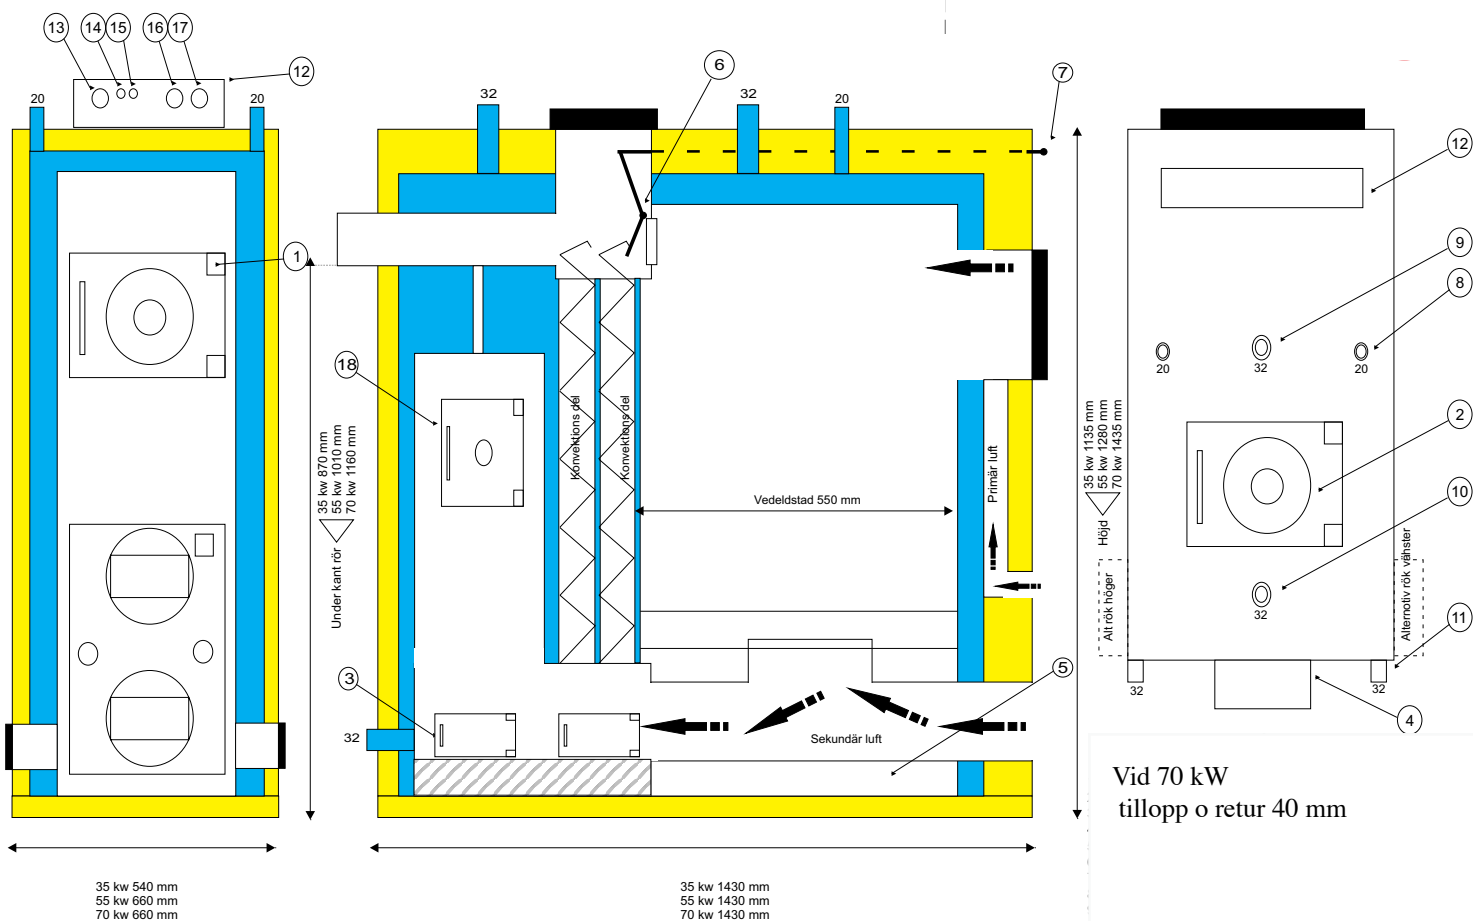 13
14
15
16
17
12
20
20
1
35 kw 540 mm
55 kw 660 mm
70 kw 660 mm
32
6
32
20
7
18
Konvektions del
Konvektions del
Vedeldstad 550 mm
Primär luft
35 kw 870 mm
55 kw 1010 mm
70 kw 1160 mm
Under kant rör
3
32
Sekundär luft
5
35 kw 1430 mm
55 kw 1430 mm
70 kw 1430 mm
35 kw 1135 mm
55 kw 1280 mm
70 kw 1435 mm
Höjd
12
9
8
20
32
20
2
10
32
Alt rök höger
Alternotiv rök vähster
11
32
32
4
Vid 70 kW
tillopp o retur 40 mm